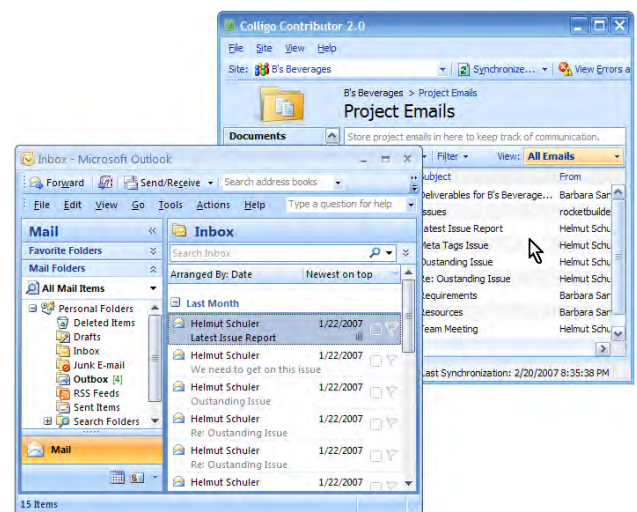 Colligo Contributor 2.0
File Site View Help
Site: B's Beverages Synchronize... View Errors a
B's Beverages > Project Emails
Project Emails
Documents
Store project emails in here to keep track of communication.
Filter View: All Emails
Subject From
Deliverables for B's Beverage... Barbara Sar
Issues rocketbuilde
Latest Issue Report Helmut Schu
Meta Tags Issue Helmut Schu
Oustanding Issue Helmut Schu
Re: Oustanding Issue Helmut Schu
Requirements Barbara Sar
Resources Barbara Sar
Team Meeting Helmut Schu
Last Synchronization: 2/20/2007 8:35:38 PM
Inbox - Microsoft Outlook
Forward Send/Receive Search address books
File Edit View Go Tools Actions Help Type a question for help
Mail
Favorite Folders
Mail Folders
All Mail Items
Personal Folders
Deleted Items
Drafts
Inbox
Junk E-mail
Outbox [4]
RSS Feeds
Sent Items
Search Folders
Mail
Inbox
Search Inbox
Arranged By: Date Newest on top
Last Month
Helmut Schuler 1/22/2007
Latest Issue Report
Helmut Schuler 1/22/2007
We need to get on this issue
Helmut Schuler 1/22/2007
Oustanding Issue
Helmut Schuler 1/22/2007
Re: Oustanding Issue
Helmut Schuler 1/22/2007
Re: Oustanding Issue
Helmut Schuler 1/22/2007
15 Items